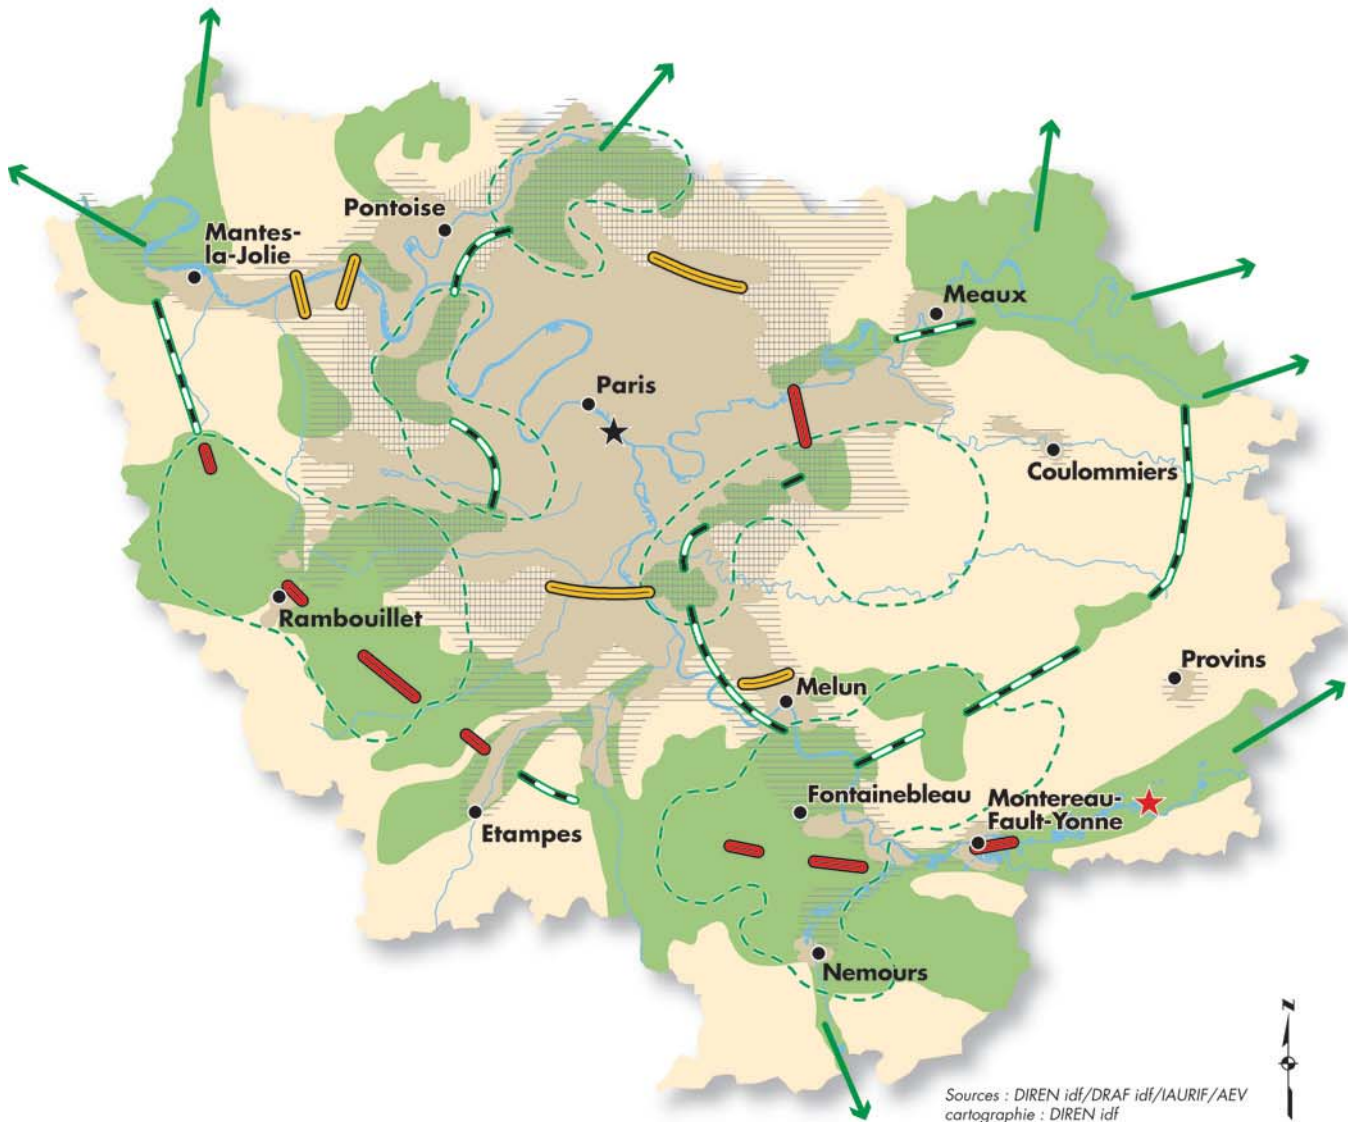 Pontoise
Mantes-
la-Jolie
Meaux
Paris
Coulommiers
Rambouillet
Provins
Melun
Fontainebleau
Montereau-
Fault-Yonne
Etampes
Nemours
N
Sources : DIREN idf/DRAF idf/IAURIF/AEV
cartographie : DIREN idf